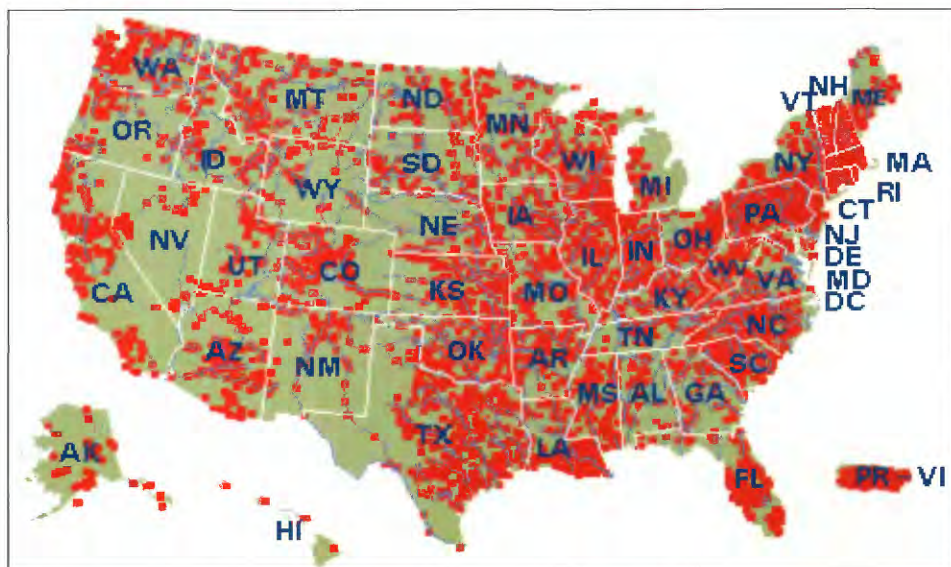 WA
MT
ND
MN
VT
NH
ME
OR
ID
SD
WI
NY
MA
WY
MI
RI
IA
PA
CT
NE
NV
IL
IN
OH
NJ
UT
CO
WV
DE
CA
KS
MO
VA
MD
KY
DC
TN
NC
AZ
OK
AR
NM
SC
MS
AL
GA
TX
LA
AK
FL
PR
VI
HI